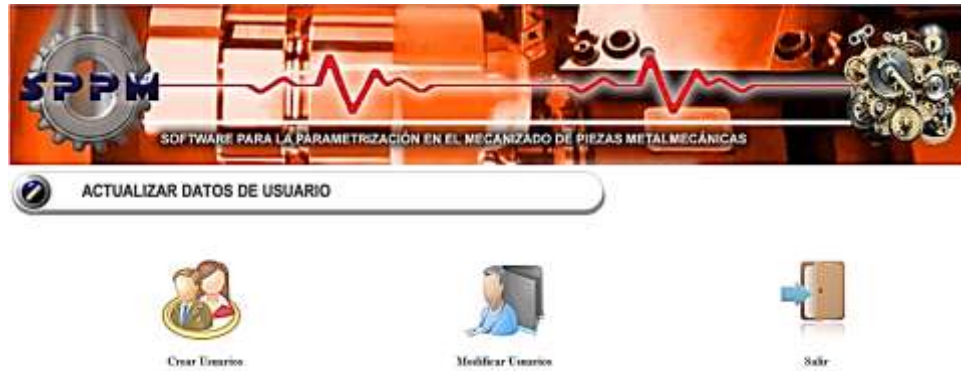 SPPM
SOFTWARE PARA LA PARAMETRIZACIÓN EN EL MECANIZADO DE PIEZAS METALMECÁNICAS
ACTUALIZAR DATOS DE USUARIO
Crear Usuarios
Modificar Usuarios
Salir